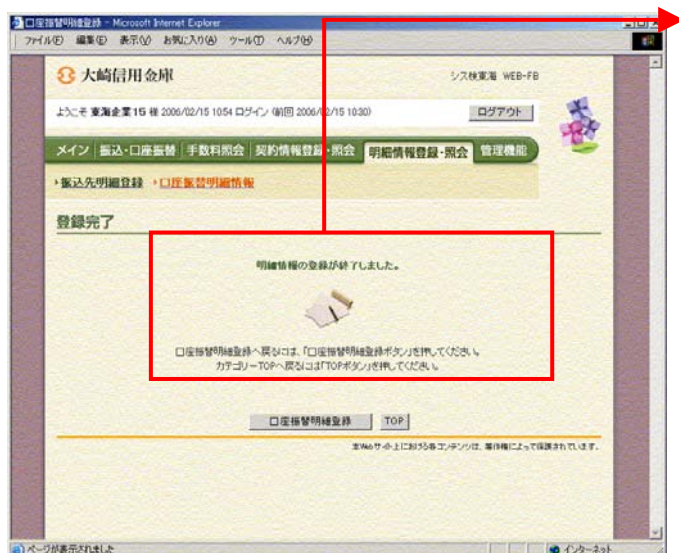 口座振替明細登録 - Microsoft Internet Explorer
ファイル(F) 編集(E) 表示(V) お気に入り(A) ツール(T) ヘルプ(H)
大崎信用金庫
シス検東海 WEB-FB
ようこそ 東海企業15 様 2006/02/15 1054 ログイン (前回 2006/02/15 1030)
ログアウト
メイン 振込・口座振替 手数料照会 契約情報登録・照会 明細情報登録・照会 管理機能
振込先明細登録 口座振替明細情報
登録完了
明細情報の登録が終了しました。
口座振替明細登録へ戻るには、「口座振替明細登録ボタン」を押してください。
カテゴリーTOPへ戻るには「TOPボタン」を押してください。
口座振替明細登録 TOP
本Webサイト上における各コンテンツは、著作権によって保護されています。
ページが表示されました
インターネット